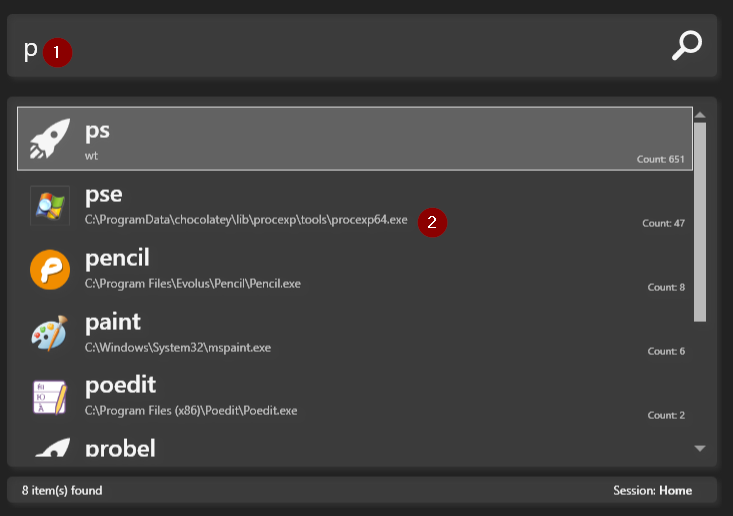 p 1
ps
wt
Count: 651
pse
C:\ProgramData\chocolatey\lib\procexp\tools\procexp64.exe 2
Count: 47
pencil
C:\Program Files\Evolus\Pencil\Pencil.exe
Count: 8
paint
C:\Windows\System32\mspaint.exe
Count: 6
poedit
C:\Program Files (x86)\Poedit\Poedit.exe
Count: 2
probel
8 item(s) found
Session: Home